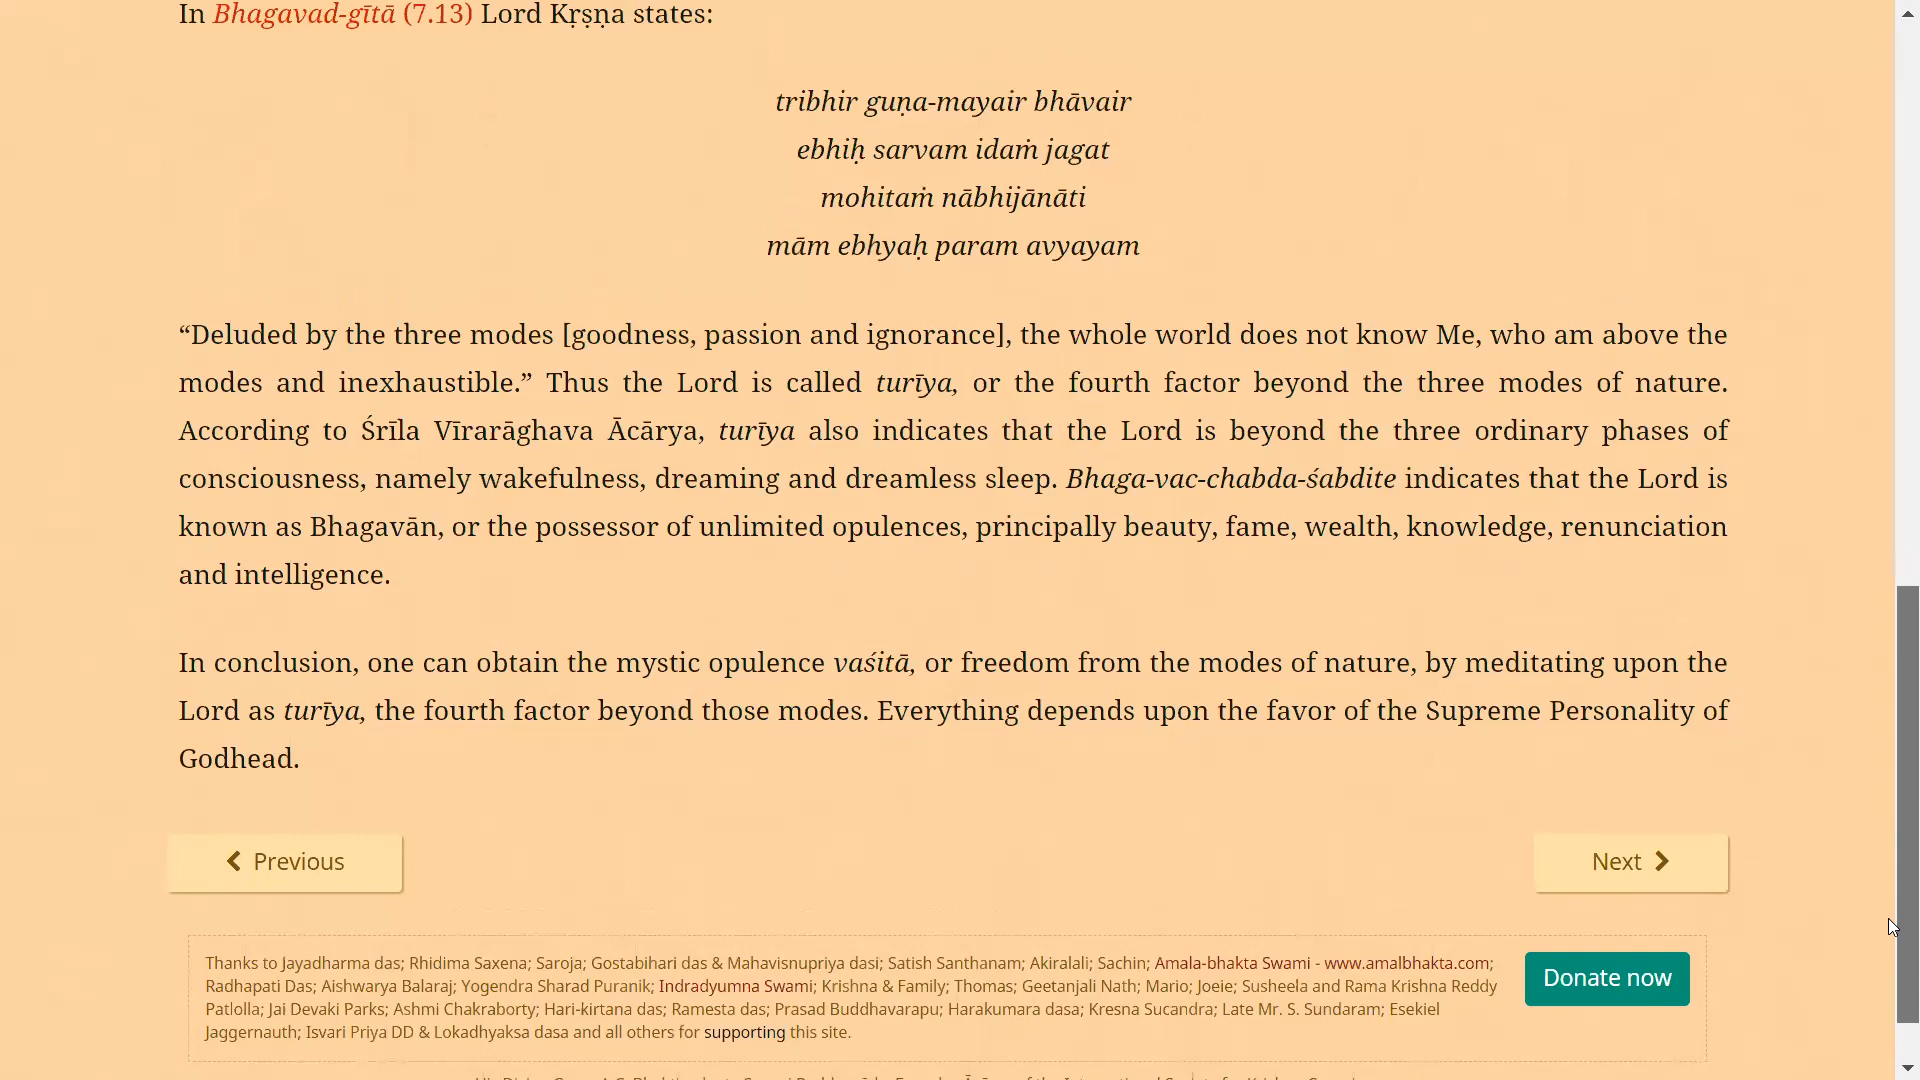 In Bhagavad-gītā (7.13) Lord Kṛṣṇa states:
tribhir guṇa-mayair bhāvair
ebhiḥ sarvam idaṁ jagat
mohitaṁ nābhijānāti
mām ebhyaḥ param avyayam
“Deluded by the three modes [goodness, passion and ignorance], the whole world does not know Me, who am above the
modes and inexhaustible.” Thus the Lord is called turīya, or the fourth factor beyond the three modes of nature.
According to Śrīla Vīrarāghava Ācārya, turīya also indicates that the Lord is beyond the three ordinary phases of
consciousness, namely wakefulness, dreaming and dreamless sleep. Bhaga-vac-chabda-śabdite indicates that the Lord is
known as Bhagavān, or the possessor of unlimited opulences, principally beauty, fame, wealth, knowledge, renunciation
and intelligence.
In conclusion, one can obtain the mystic opulence vaśitā, or freedom from the modes of nature, by meditating upon the
Lord as turīya, the fourth factor beyond those modes. Everything depends upon the favor of the Supreme Personality of
Godhead.
Previous
Next
Thanks to Jayadharma das; Rhidima Saxena; Saroja; Gostabihari das & Mahavisnupriya dasi; Satish Santhanam; Akiralali; Sachin; Amala-bhakta Swami - www.amalbhakta.com;
Radhapati Das; Aishwarya Balaraj; Yogendra Sharad Puranik; Indradyumna Swami; Krishna & Family; Thomas; Geetanjali Nath; Mario; Joeie; Susheela and Rama Krishna Reddy
Patlolla; Jai Devaki Parks; Ashmi Chakraborty; Hari-kirtana das; Ramesta das; Prasad Buddhavarapu; Harakumara dasa; Kresna Sucandra; Late Mr. S. Sundaram; Esekiel
Jaggernauth; Isvari Priya DD & Lokadhyaksa dasa and all others for supporting this site.
Donate now